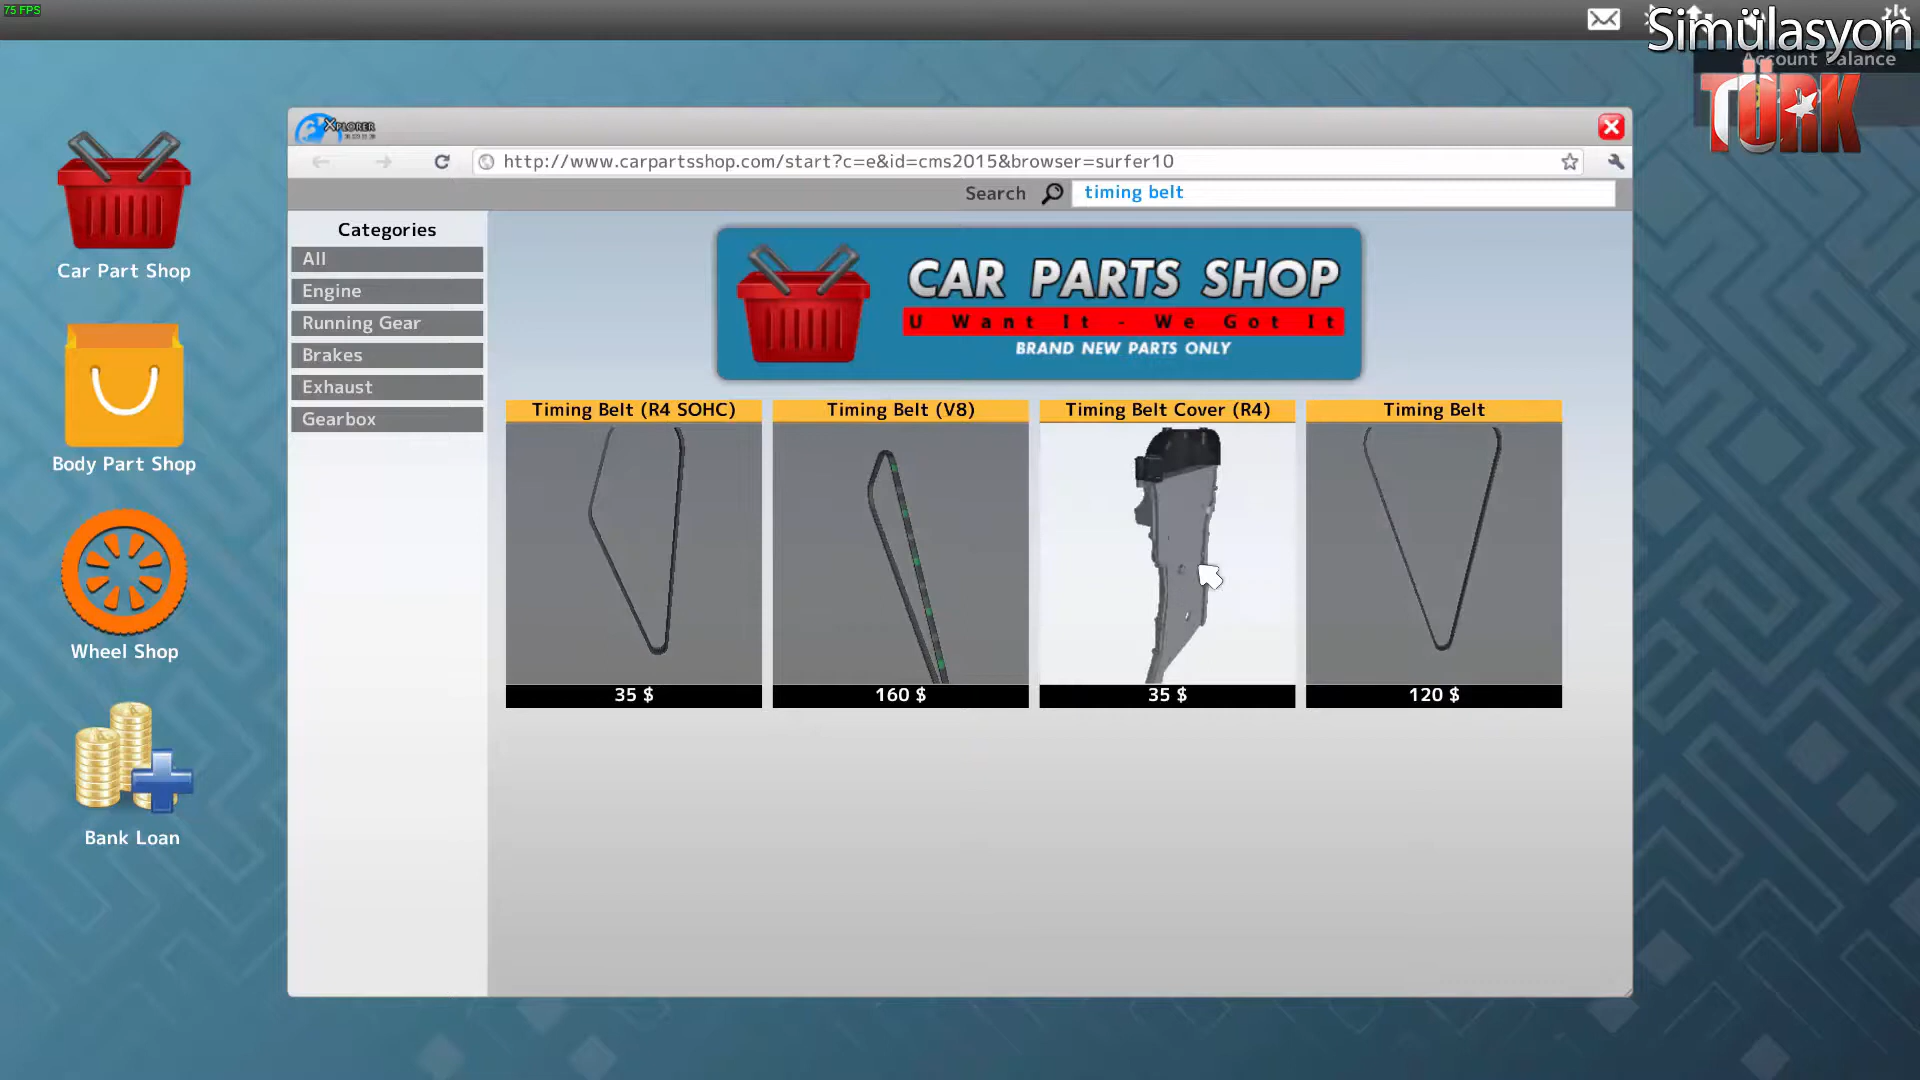 75 FPS
Simülasyon
Account Balance
TÜRK
XPLORER
http://www.carpartsshop.com/start?c=e&id=cms2015&browser=surfer10
Search
timing belt
Categories
All
Engine
Running Gear
Brakes
Exhaust
Gearbox
CAR PARTS SHOP
U Want It - We Got It
BRAND NEW PARTS ONLY
Timing Belt (R4 SOHC)
Timing Belt (V8)
Timing Belt Cover (R4)
Timing Belt
35 $
160 $
35 $
120 $
Car Part Shop
Body Part Shop
Wheel Shop
Bank Loan